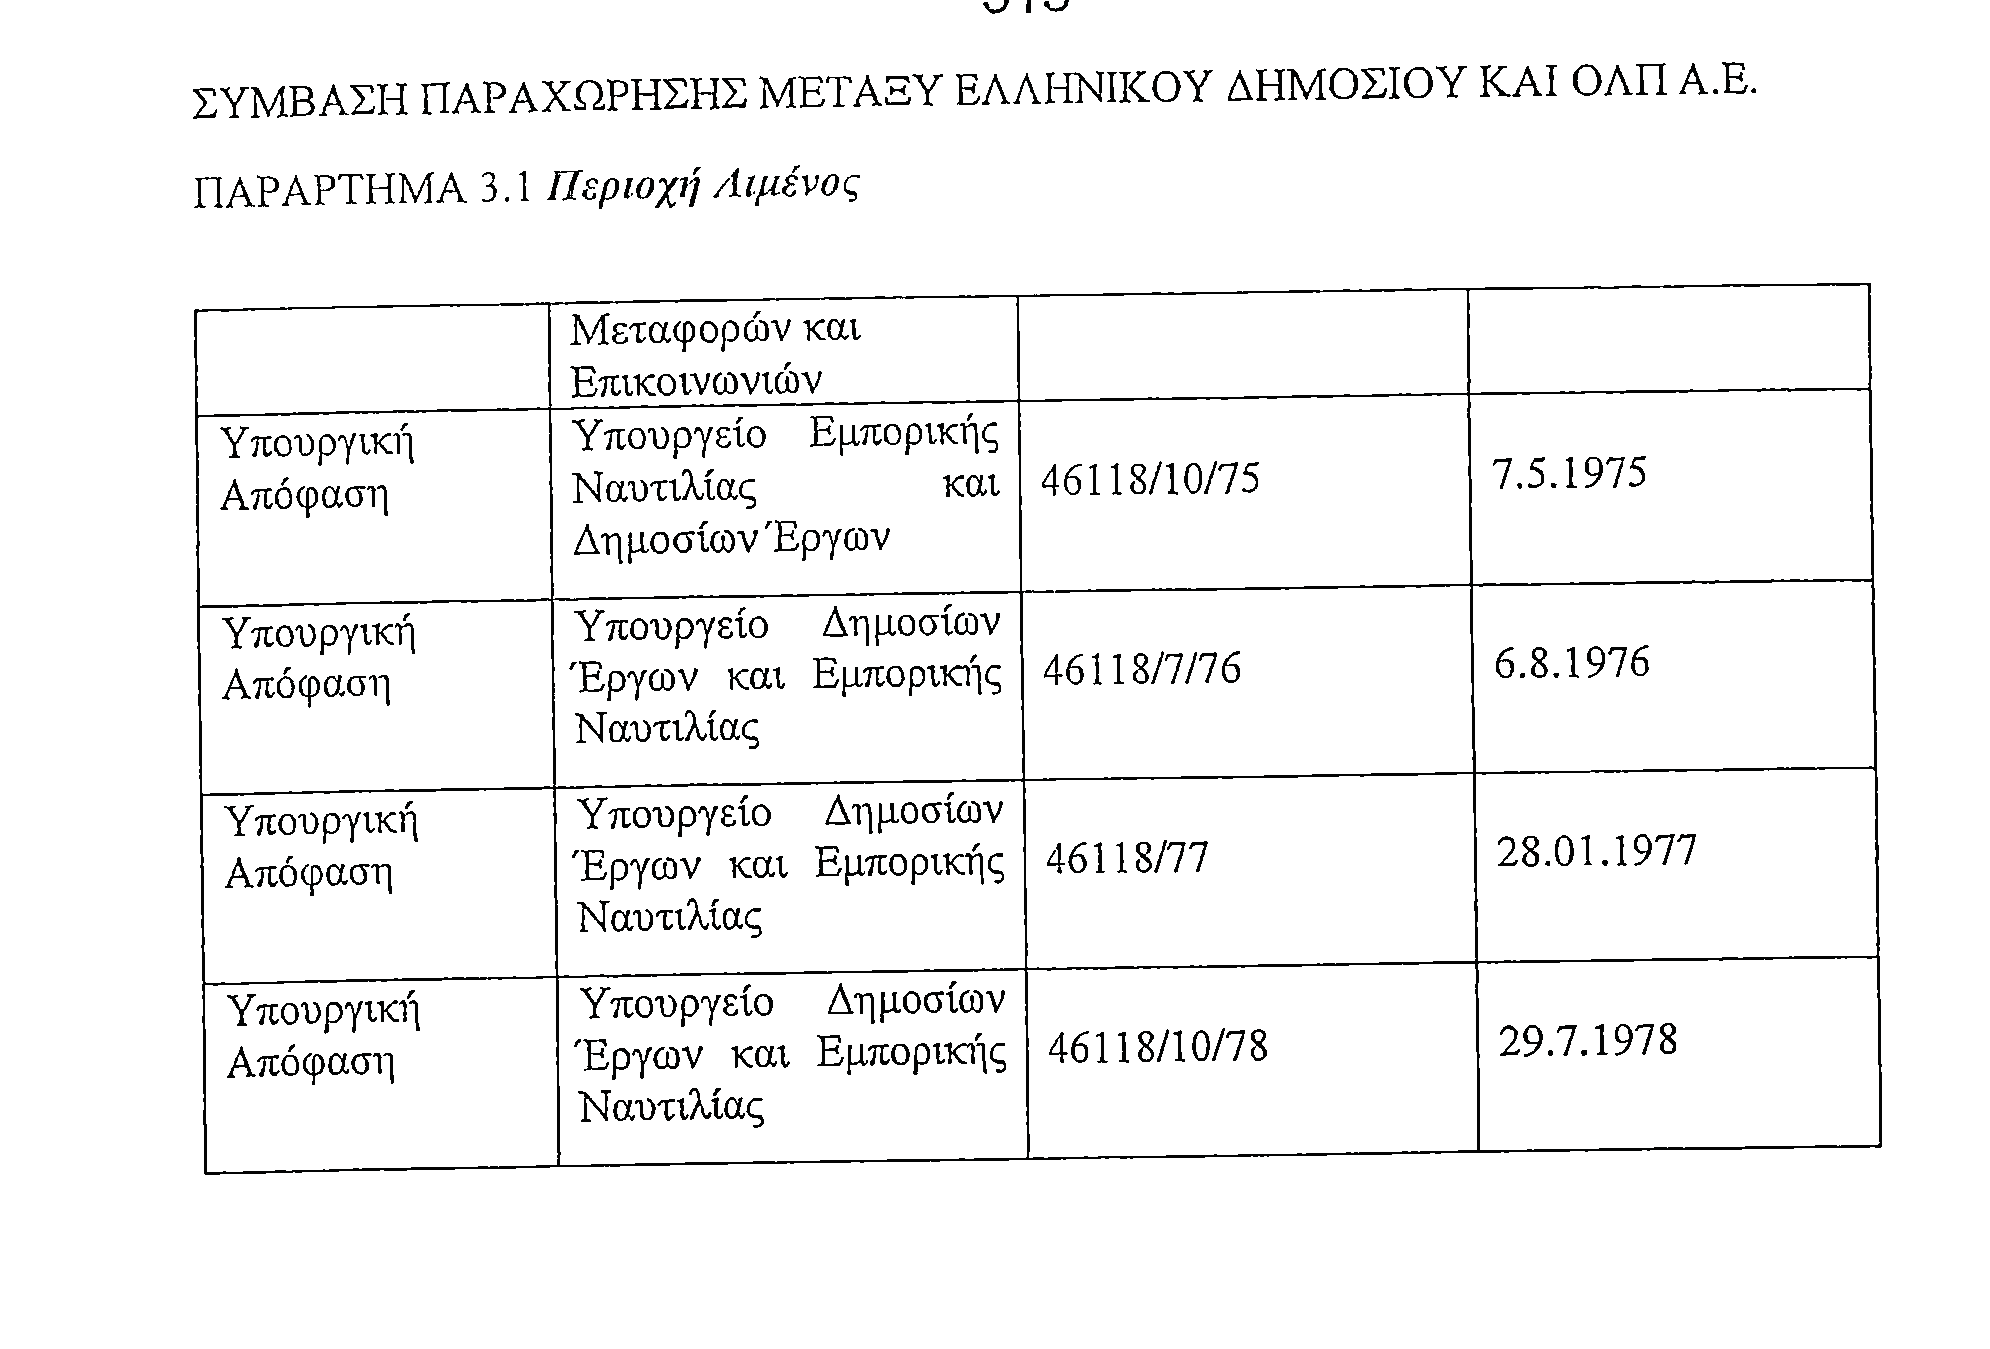 ΣΥΜΒΑΣΗ ΠΑΡΑΧΩΡΗΣΗΣ ΜΕΤΑΞΥ ΕΛΛΗΝΙΚΟΥ ΔΗΜΟΣΙΟΥ ΚΑΙ ΟΛΠ Α.Ε.
ΠΑΡΑΡΤΗΜΑ 3.1 Περιοχή Λιμένος
Μεταφορών και
Επικοινωνιών
Υπουργική
Απόφαση
Υπουργείο Εμπορικής
Ναυτιλίας και
Δημοσίων Έργων
46118/10/75
7.5.1975
Υπουργική
Απόφαση
Υπουργείο Δημοσίων
Έργων και Εμπορικής
Ναυτιλίας
46118/7/76
6.8.1976
Υπουργική
Απόφαση
Υπουργείο Δημοσίων
Έργων και Εμπορικής
Ναυτιλίας
46118/77
28.01.1977
Υπουργική
Απόφαση
Υπουργείο Δημοσίων
Έργων και Εμπορικής
Ναυτιλίας
46118/10/78
29.7.1978